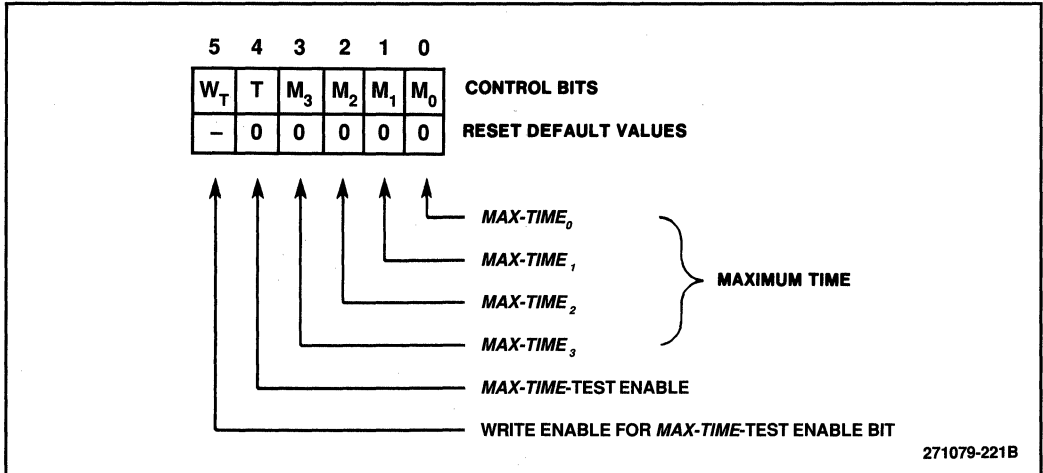 5 4 3 2 1 0
W_T T M_3 M_2 M_1 M_0 CONTROL BITS
– 0 0 0 0 0 RESET DEFAULT VALUES
MAX-TIME_0
MAX-TIME_1
MAXIMUM TIME
MAX-TIME_2
MAX-TIME_3
MAX-TIME-TEST ENABLE
WRITE ENABLE FOR MAX-TIME-TEST ENABLE BIT
271079-221B